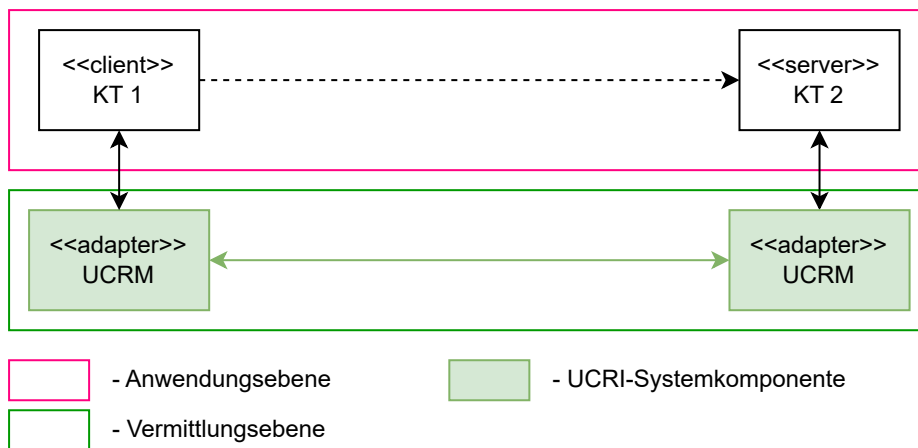 <<client>>
KT 1
<<server>>
KT 2
<<adapter>>
UCRM
<<adapter>>
UCRM
- Anwendungsebene
- UCRI-Systemkomponente
- Vermittlungsebene